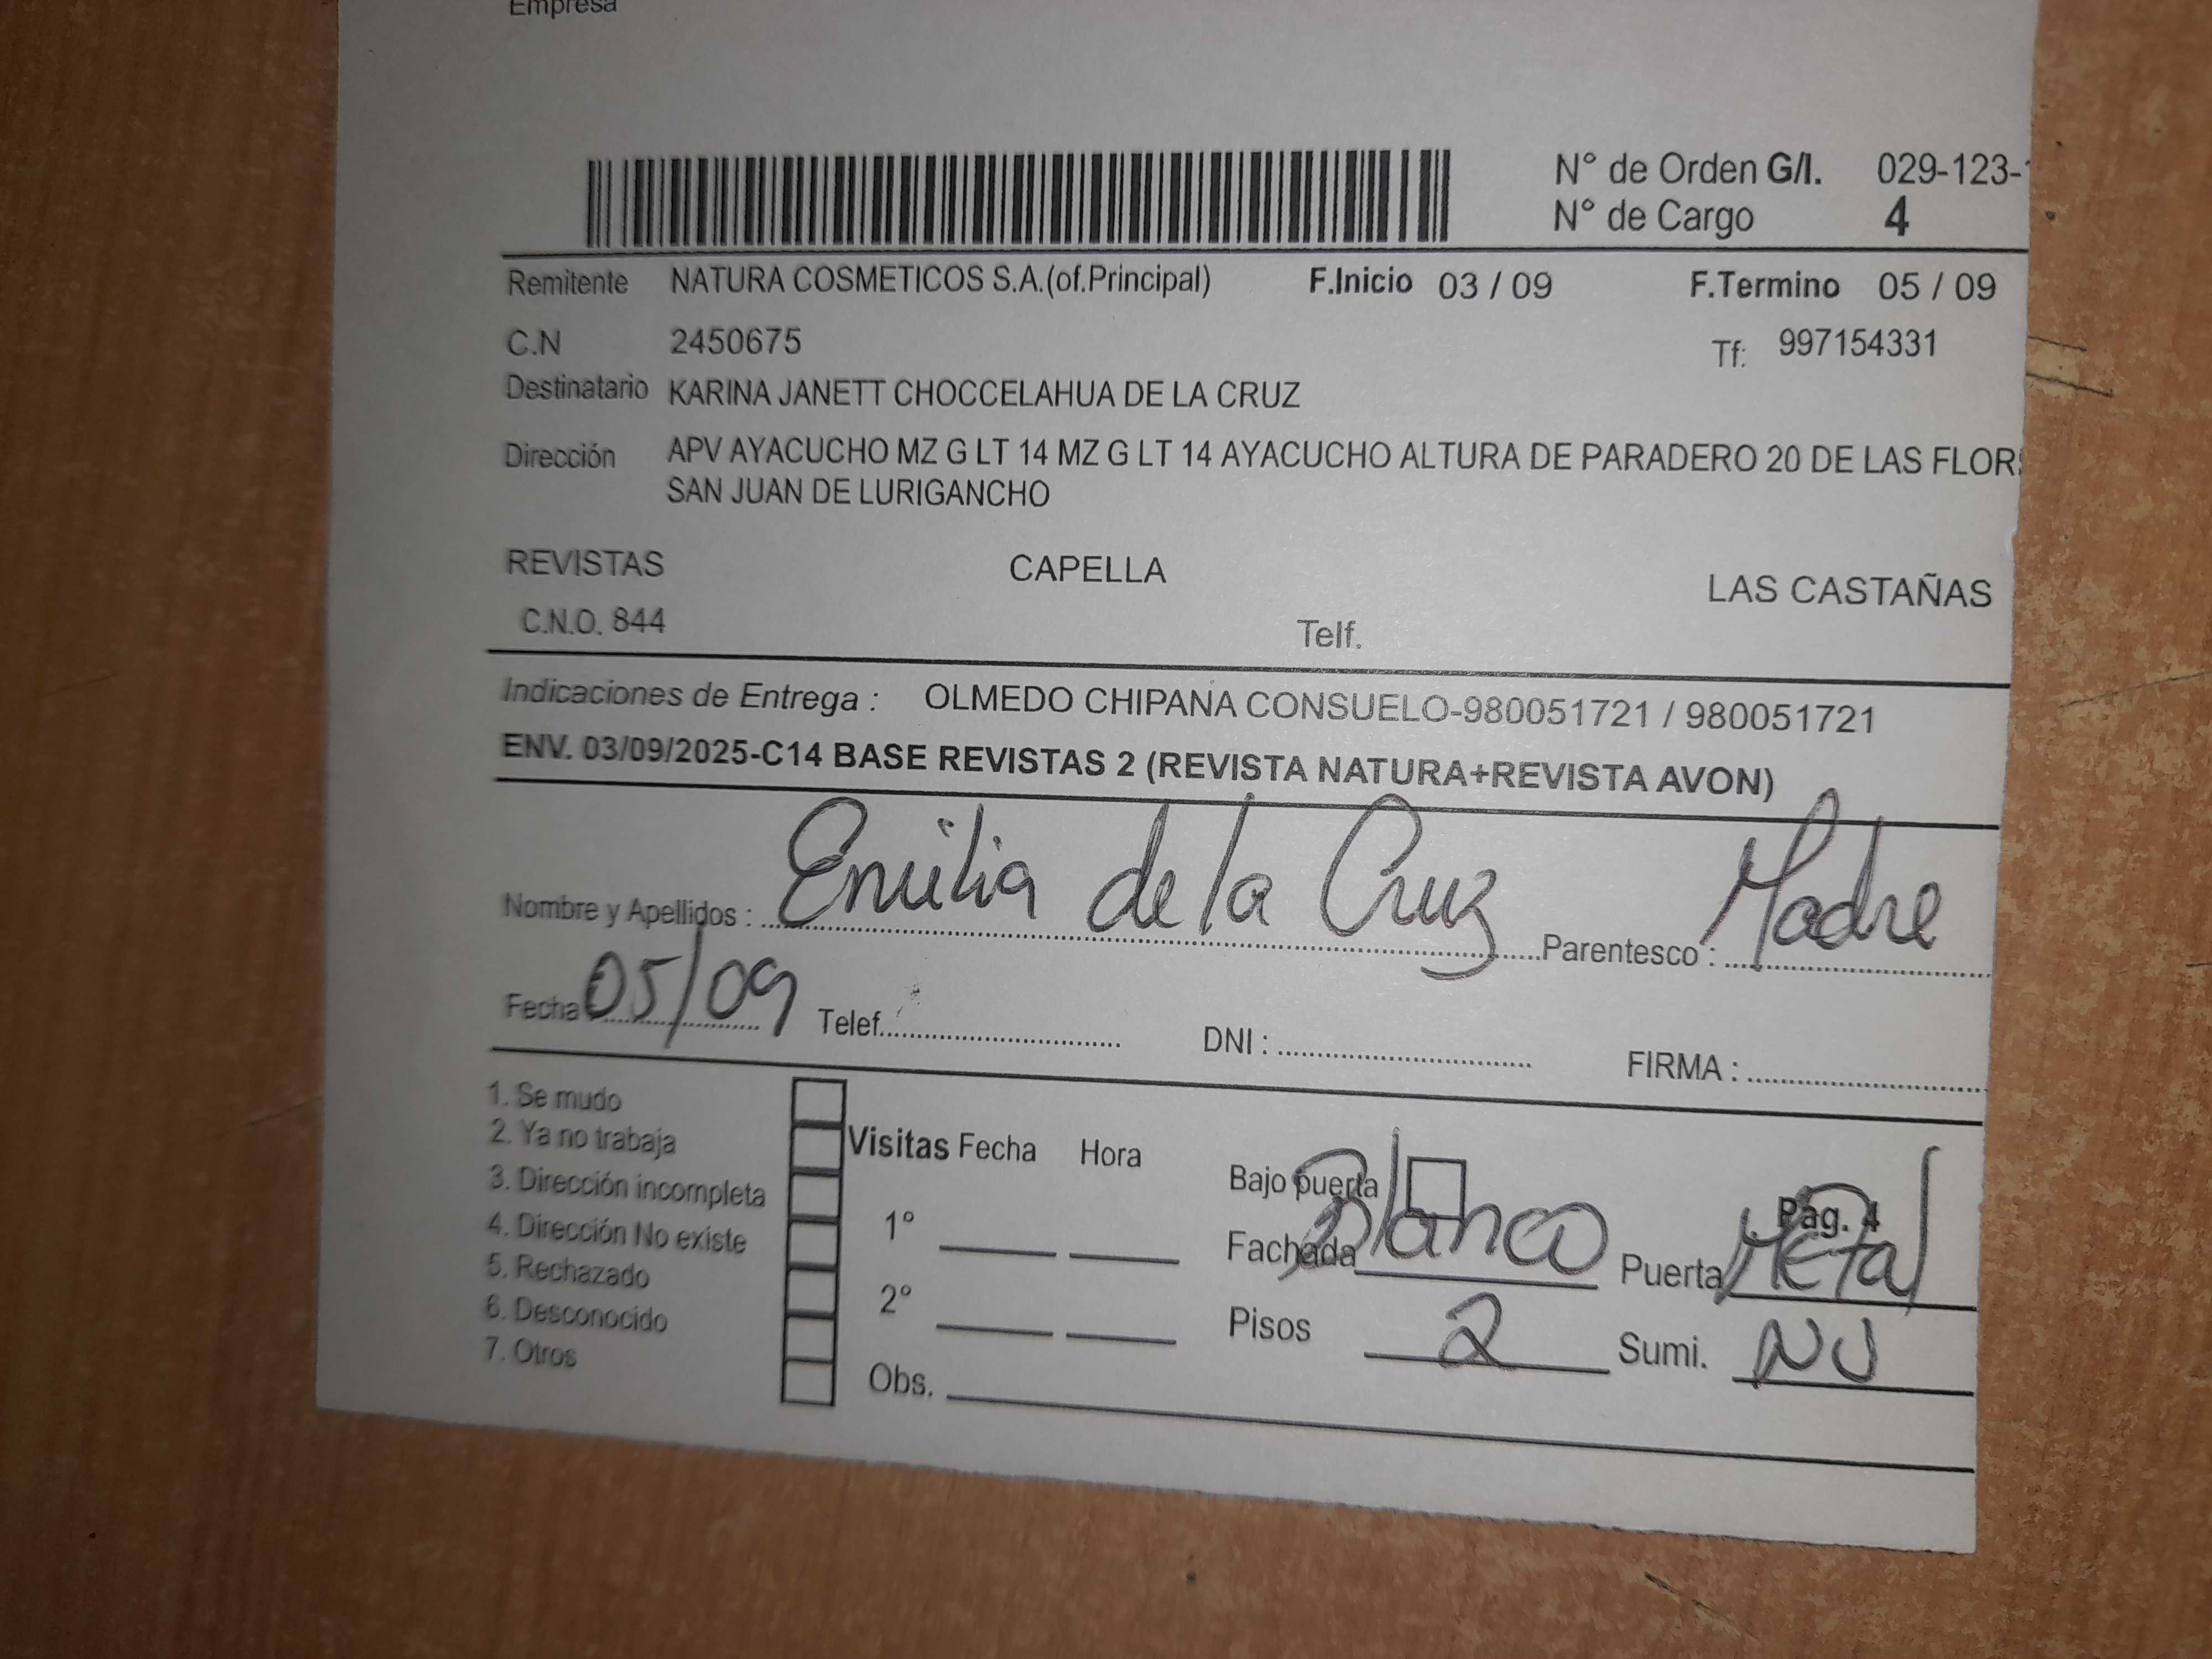 Empresa
N° de Orden G/I. 029-123-
N° de Cargo 4
Remitente NATURA COSMETICOS S.A.(of.Principal) F.Inicio 03 / 09 F.Termino 05 / 09
C.N 2450675 Tf: 997154331
Destinatario KARINA JANETT CHOCCELAHUA DE LA CRUZ
Dirección APV AYACUCHO MZ G LT 14 MZ G LT 14 AYACUCHO ALTURA DE PARADERO 20 DE LAS FLOR
SAN JUAN DE LURIGANCHO
REVISTAS CAPELLA LAS CASTAÑAS
C.N.O. 844 Telf.
Indicaciones de Entrega : OLMEDO CHIPANA CONSUELO-980051721 / 980051721
ENV. 03/09/2025-C14 BASE REVISTAS 2 (REVISTA NATURA+REVISTA AVON)
Nombre y Apellidos : Emilia de la Cruz Parentesco : Madre
Fecha 05/09 Telef. DNI : FIRMA :
1. Se mudo
2. Ya no trabaja Visitas Fecha Hora
3. Dirección incompleta Bajo puerta Pág. 4
4. Dirección No existe 1° Fachada Blanco Puerta Metal
5. Rechazado
6. Desconocido 2° Pisos 2 Sumi.
7. Otros Obs.